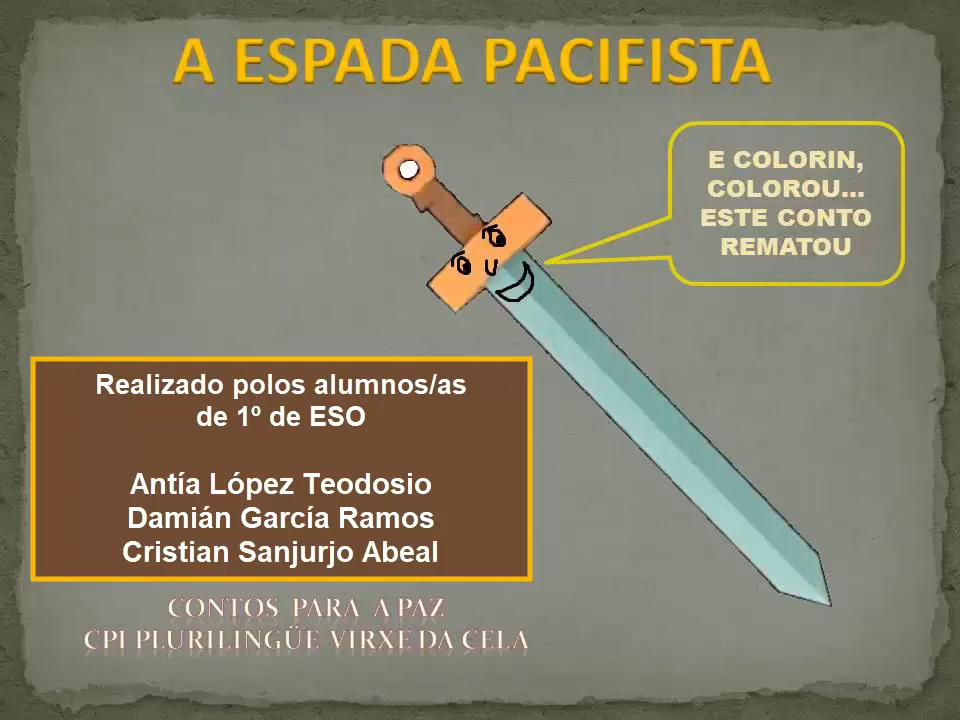 A ESPADA PACIFISTA
E COLORIN,
COLOROU...
ESTE CONTO
REMATOU
Realizado polos alumnos/as
de 1º de ESO
Antía López Teodosio
Damián García Ramos
Cristian Sanjurjo Abeal
CONTOS PARA A PAZ
CPI PLURILINGÜE VIRXE DA CELA